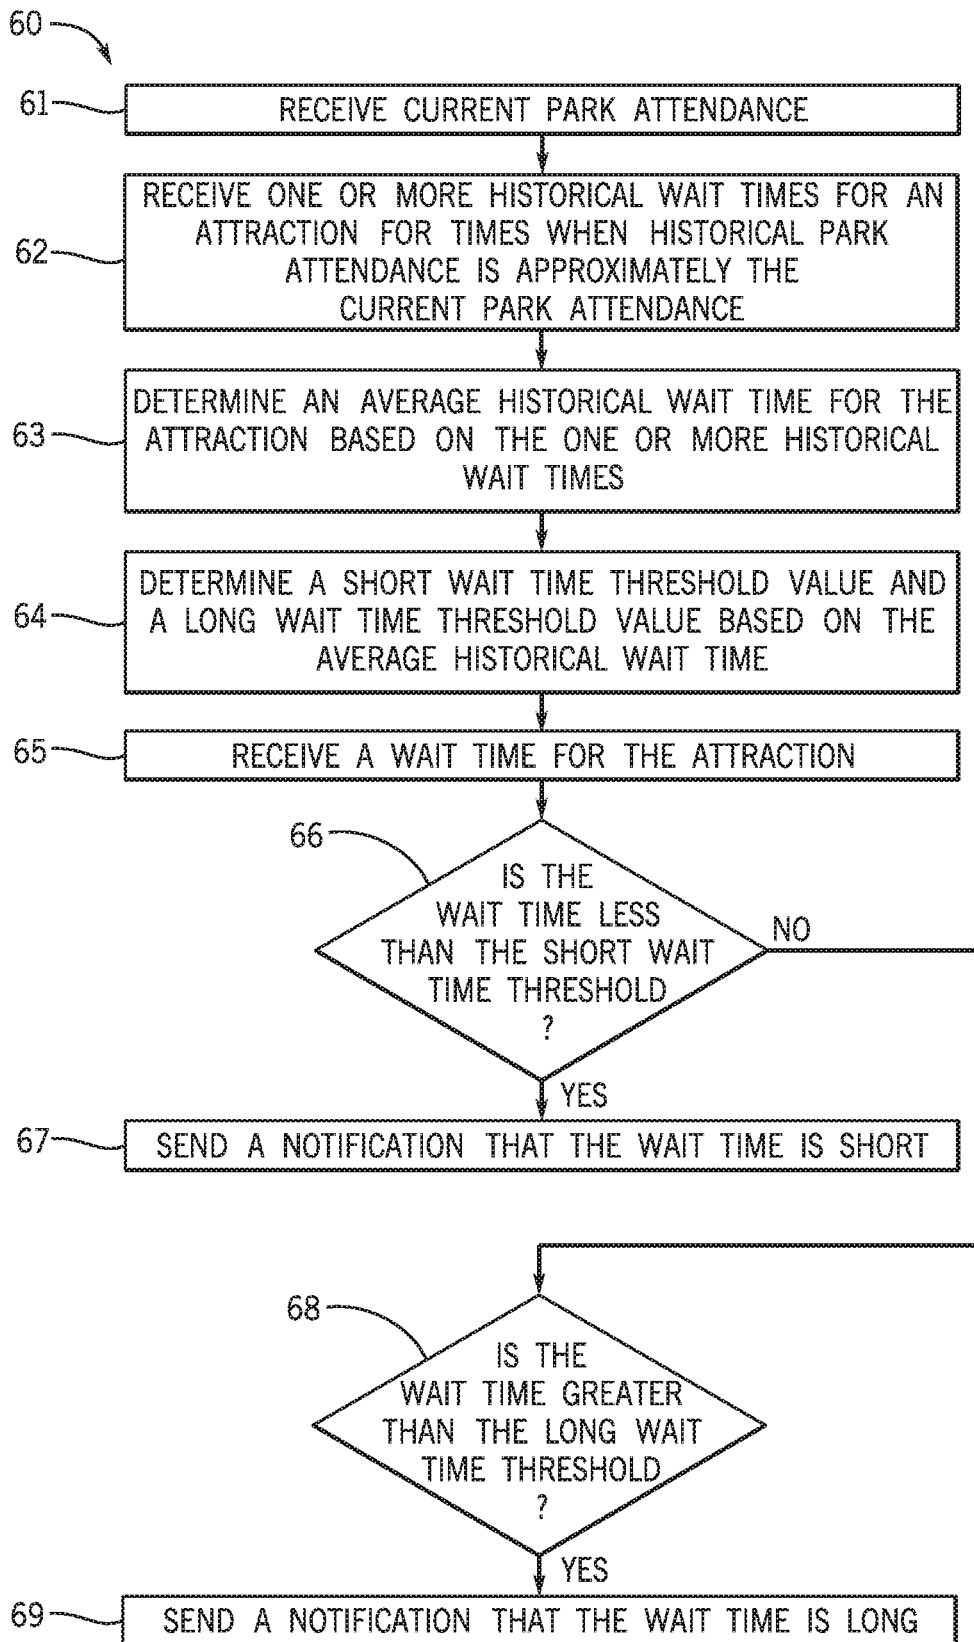 60
61
RECEIVE CURRENT PARK ATTENDANCE
RECEIVE ONE OR MORE HISTORICAL WAIT TIMES FOR AN
ATTRACTION FOR TIMES WHEN HISTORICAL PARK
62
ATTENDANCE IS APPROXIMATELY THE
CURRENT PARK ATTENDANCE
DETERMINE AN AVERAGE HISTORICAL WAIT TIME FOR THE
63
ATTRACTION BASED ON THE ONE OR MORE HISTORICAL
WAIT TIMES
DETERMINE A SHORT WAIT TIME THRESHOLD VALUE AND
64
A LONG WAIT TIME THRESHOLD VALUE BASED ON THE
AVERAGE HISTORICAL WAIT TIME
65
RECEIVE A WAIT TIME FOR THE ATTRACTION
66
IS THE
WAIT TIME LESS
THAN THE SHORT WAIT
TIME THRESHOLD
?
NO
YES
67
SEND A NOTIFICATION THAT THE WAIT TIME IS SHORT
68
IS THE
WAIT TIME GREATER
THAN THE LONG WAIT
TIME THRESHOLD
?
YES
69
SEND A NOTIFICATION THAT THE WAIT TIME IS LONG